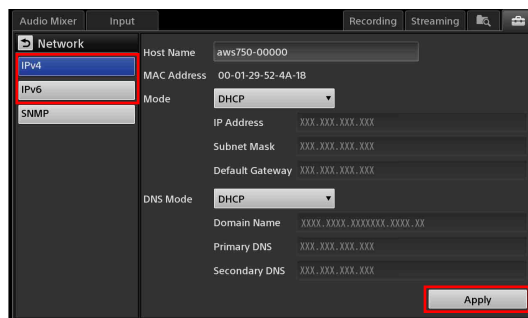 Audio Mixer Input Recording Streaming
Network
IPv4
IPv6
SNMP
Host Name aws750-00000
MAC Address 00-01-29-52-4A-18
Mode DHCP
IP Address XXX.XXX.XXX.XXX
Subnet Mask XXX.XXX.XXX.XXX
Default Gateway XXX.XXX.XXX.XXX
DNS Mode DHCP
Domain Name XXXX.XXXX.XXXXXXX.XXXX.XX
Primary DNS XXX.XXX.XXX.XXX
Secondary DNS XXX.XXX.XXX.XXX
Apply